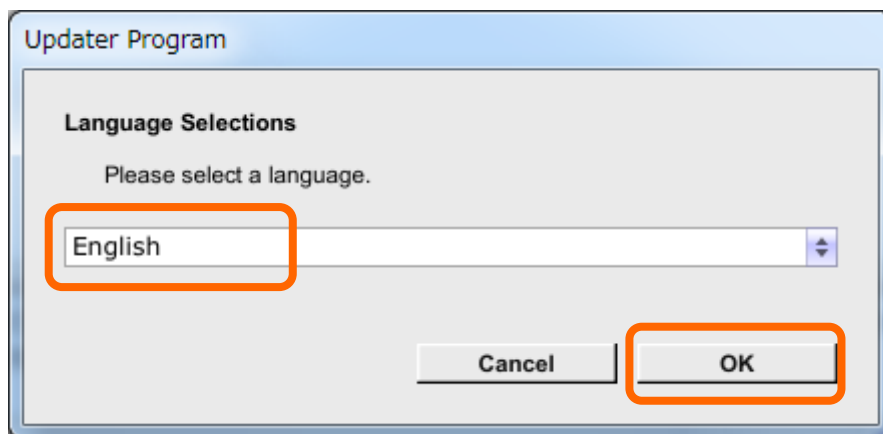 Updater Program
Language Selections
Please select a language.
English
Cancel OK